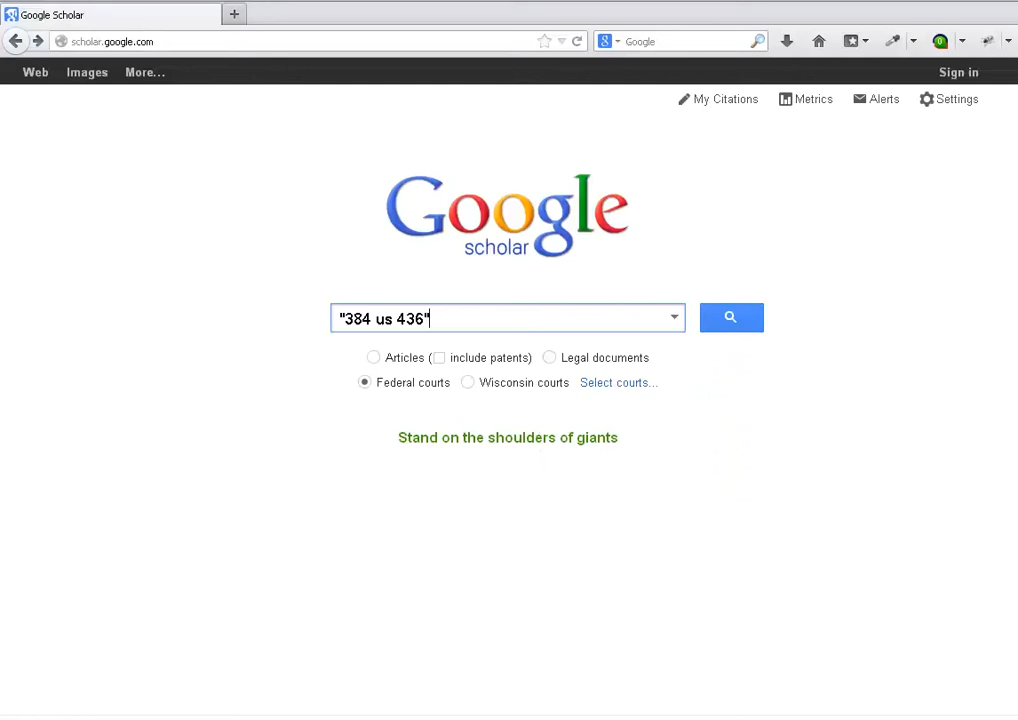 Google Scholar
scholar.google.com
Google
Web Images More... Sign in
My Citations Metrics Alerts Settings
Google
scholar
"384 us 436"
Articles (include patents) Legal documents
Federal courts Wisconsin courts Select courts...
Stand on the shoulders of giants